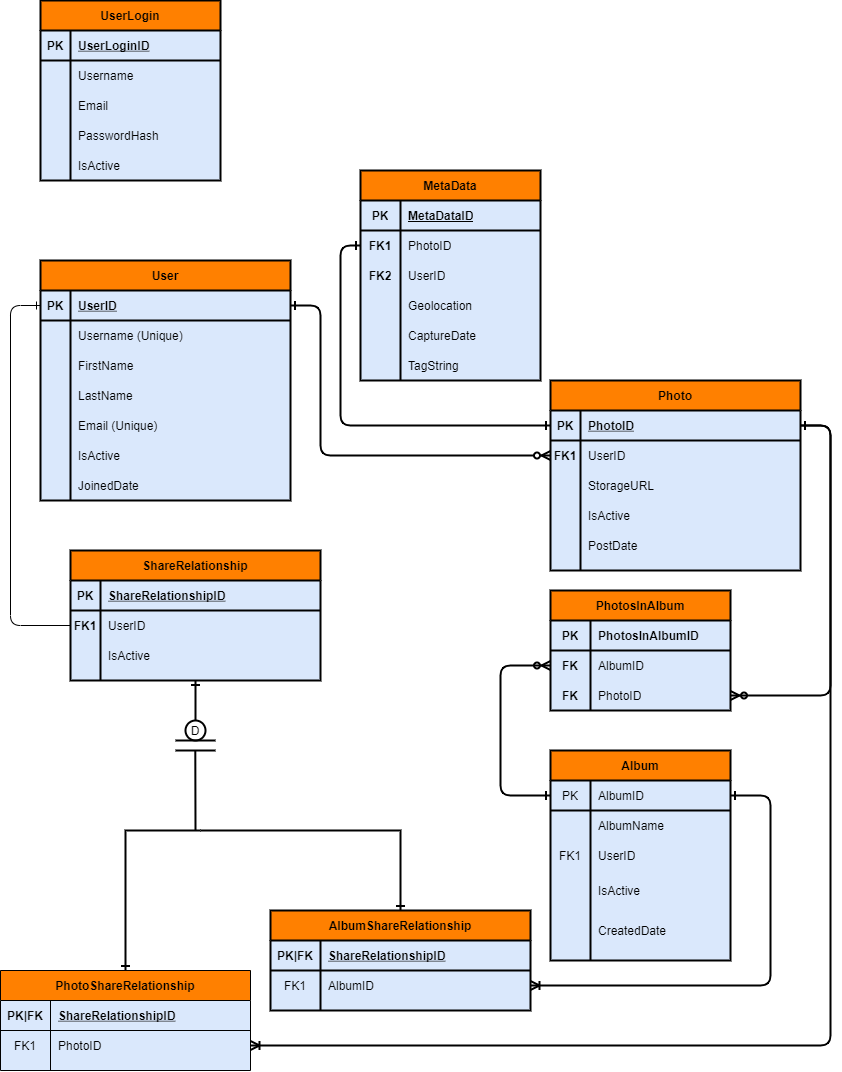 UserLogin
PK UserLoginID
Username
Email
PasswordHash
IsActive
MetaData
PK MetaDataID
FK1 PhotoID
FK2 UserID
Geolocation
CaptureDate
TagString
User
PK UserID
Username (Unique)
FirstName
LastName
Email (Unique)
IsActive
JoinedDate
Photo
PK PhotoID
FK1 UserID
StorageURL
IsActive
PostDate
ShareRelationship
PK ShareRelationshipID
FK1 UserID
IsActive
D
PhotosInAlbum
PK PhotosInAlbumID
FK AlbumID
FK PhotoID
Album
PK AlbumID
AlbumName
FK1 UserID
IsActive
CreatedDate
AlbumShareRelationship
PK|FK ShareRelationshipID
FK1 AlbumID
PhotoShareRelationship
PK|FK ShareRelationshipID
FK1 PhotoID